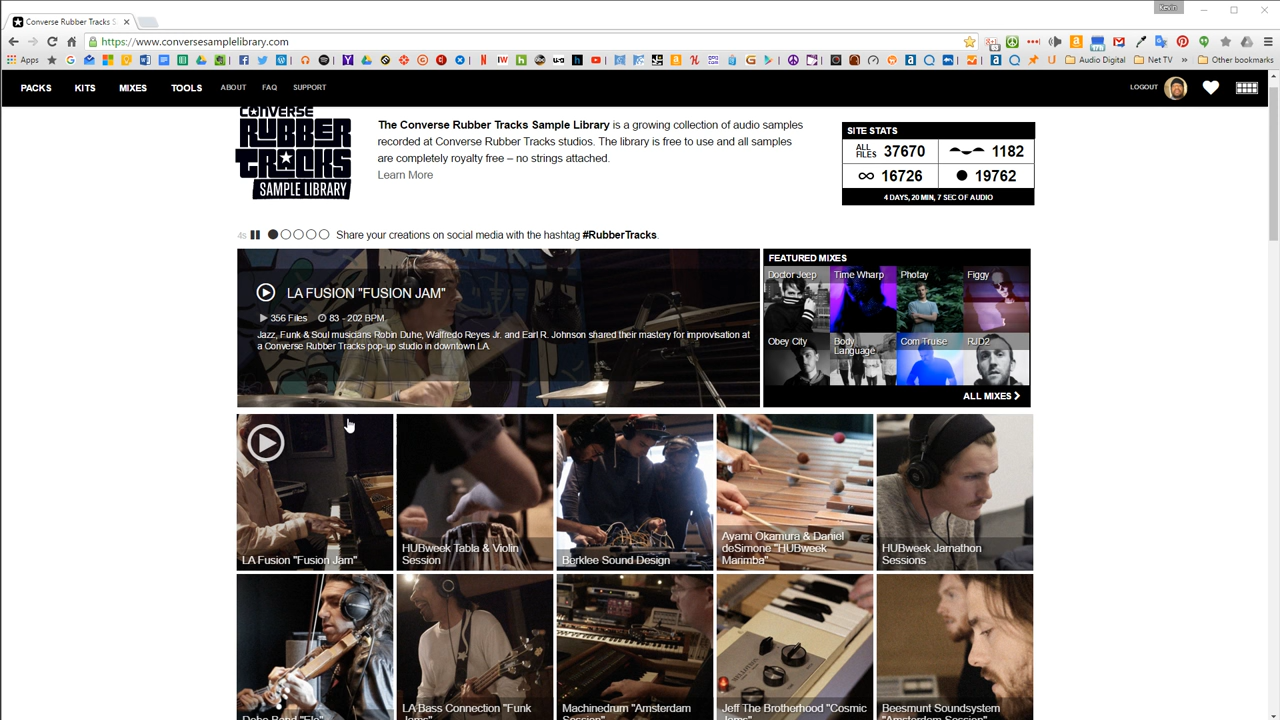 Kevin
Converse Rubber Tracks S
https://www.conversesamplelibrary.com
Apps
Audio Digital
Net TV
Other bookmarks
PACKS
KITS
MIXES
TOOLS
ABOUT
FAQ
SUPPORT
LOGOUT
CONVERSE
RUBBER
TRACKS
SAMPLE LIBRARY
The Converse Rubber Tracks Sample Library is a growing collection of audio samples
recorded at Converse Rubber Tracks studios. The library is free to use and all samples
are completely royalty free – no strings attached.
Learn More
SITE STATS
ALL FILES 37670
1182
16726
19762
4 DAYS, 20 MIN, 7 SEC OF AUDIO
4s
Share your creations on social media with the hashtag #RubberTracks.
LA FUSION "FUSION JAM"
356 Files
83 - 202 BPM
Jazz, Funk & Soul musicians Robin Duhe, Walfredo Reyes Jr. and Earl R. Johnson shared their mastery for improvisation at
a Converse Rubber Tracks pop-up studio in downtown LA
FEATURED MIXES
Doctor Jeep
Time Wharp
Photay
Figgy
Obey City
Body
Language
Com Truise
RJD2
ALL MIXES
LA Fusion "Fusion Jam"
HUBweek Tabla & Violin
Session
Berklee Sound Design
Ayami Okamura & Daniel
deSimone "HUBweek
Marimba"
HUBweek Jamathon
Sessions
LA Bass Connection "Funk
Machinedrum "Amsterdam
Session"
Jeff The Brotherhood "Cosmic
Jams"
Beesmunt Soundsystem
"Amsterdam Session"